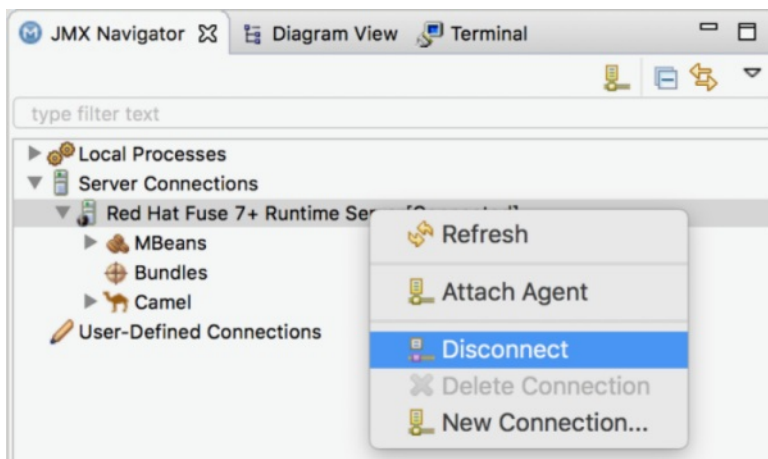 JMX Navigator Diagram View Terminal
type filter text
Local Processes
Server Connections
Red Hat Fuse 7+ Runtime
MBeans
Bundles
Camel
User-Defined Connections
Refresh
Attach Agent
Disconnect
Delete Connection
New Connection...